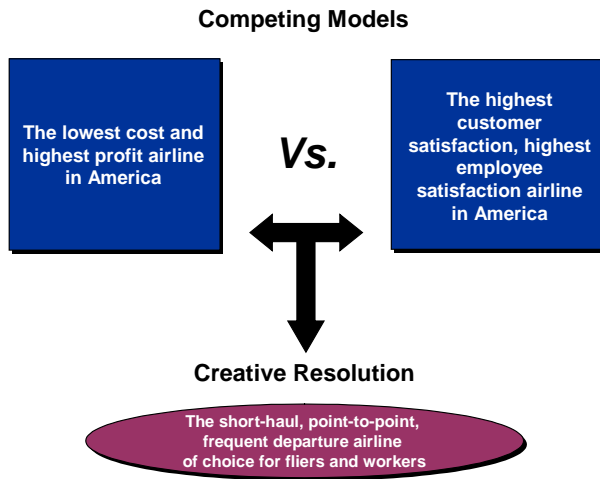 Competing Models
The lowest cost and
highest profit airline
in America
Vs.
The highest
customer
satisfaction, highest
employee
satisfaction airline
in America
Creative Resolution
The short-haul, point-to-point,
frequent departure airline
of choice for fliers and workers